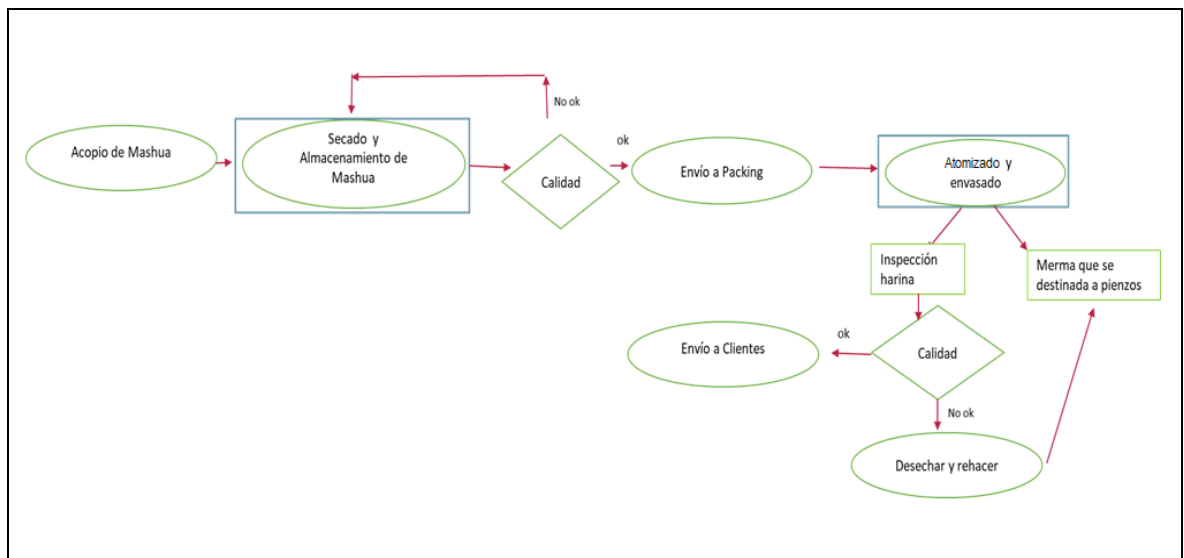 No ok
Acopio de Mashua
Secado y
Almacenamiento de
Mashua
Calidad
ok
Envío a Packing
Atomizado y
envasado
Inspección
harina
Merma que se
destinada a pienzos
Envío a Clientes
ok
Calidad
No ok
Desechar y rehacer